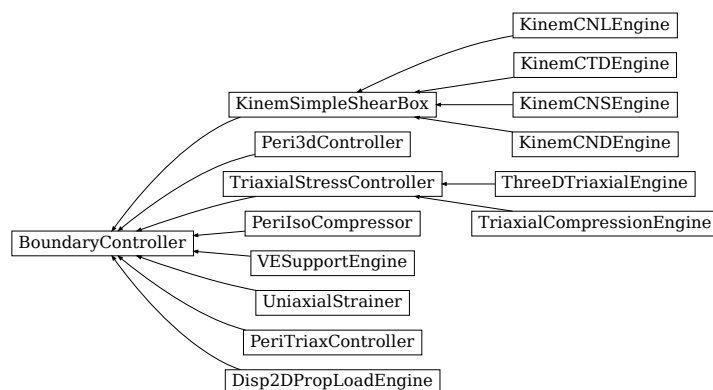 KinemCNLEngine
KinemCTDEngine
KinemSimpleShearBox
KinemCNSEngine
KinemCNDEngine
Peri3dController
TriaxialStressController
ThreeDTriaxialEngine
PeriIsoCompressor
TriaxialCompressionEngine
BoundaryController
VESupportEngine
UniaxialStrainer
PeriTriaxController
Disp2DPropLoadEngine